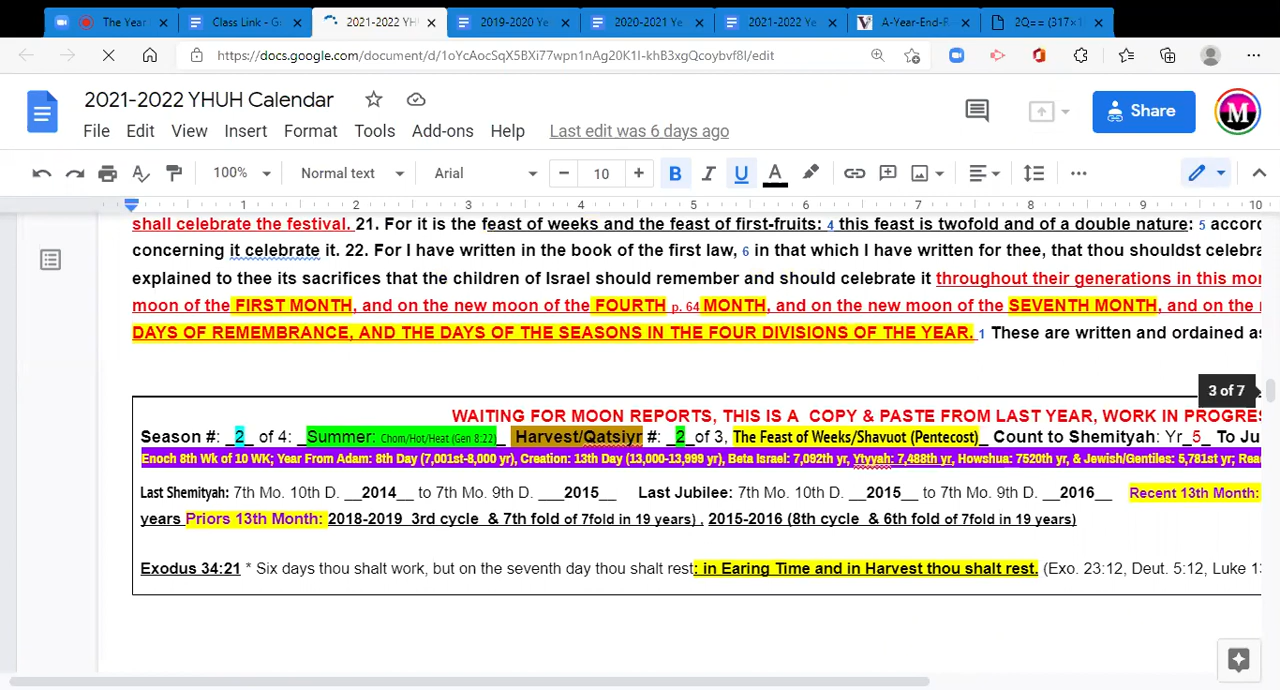 The Year
Class Link - G
2021-2022 YH
2019-2020 Ye
2020-2021 Ye
2021-2022 Ye
A-Year-End-R
2Q== (317×1
https://docs.google.com/document/d/1oYcAocSqX5BXi77wpn1nAg20K1I-khB3xgQcoybvf8I/edit
2021-2022 YHUH Calendar
Share
M
File Edit View Insert Format Tools Add-ons Help Last edit was 6 days ago
100% Normal text Arial 10 B I U A
1 2 3 4 5 6 7 8 9 10
shall celebrate the festival. 21. For it is the feast of weeks and the feast of first-fruits: 4 this feast is twofold and of a double nature: 5 accor
concerning it celebrate it. 22. For I have written in the book of the first law, 6 in that which I have written for thee, that thou shouldst celebra
explained to thee its sacrifices that the children of Israel should remember and should celebrate it throughout their generations in this mon
moon of the FIRST MONTH, and on the new moon of the FOURTH p. 64 MONTH, and on the new moon of the SEVENTH MONTH, and on the
DAYS OF REMEMBRANCE, AND THE DAYS OF THE SEASONS IN THE FOUR DIVISIONS OF THE YEAR. 1 These are written and ordained as
3 of 7
WAITING FOR MOON REPORTS, THIS IS A COPY & PASTE FROM LAST YEAR, WORK IN PROGRES
Season #: _2_ of 4: _Summer: Chom/Hot/Heat (Gen 8:22)_ Harvest/Qatsiyr #: _2 of 3, The Feast of Weeks/Shavuot (Pentecost)_ Count to Shemityah: Yr_5_ To Ju
Enoch 8th Wk of 10 WK; Year From Adam: 8th Day (7,001st-8,000 yr), Creation: 13th Day (13,000-13,999 yr), Beta Israel: 7,092th yr, Ytyyah: 7,488th yr, Howshua: 7520th yr, & Jewish/Gentiles: 5,781st yr; Rea
Last Shemityah: 7th Mo. 10th D. __2014__ to 7th Mo. 9th D. ___2015__ Last Jubilee: 7th Mo. 10th D. __2015__ to 7th Mo. 9th D. __2016__ Recent 13th Month:
years Priors 13th Month: 2018-2019 3rd cycle & 7th fold of 7fold in 19 years) , 2015-2016 (8th cycle & 6th fold of 7fold in 19 years)
Exodus 34:21 * Six days thou shalt work, but on the seventh day thou shalt rest: in Earing Time and in Harvest thou shalt rest. (Exo. 23:12, Deut. 5:12, Luke 1